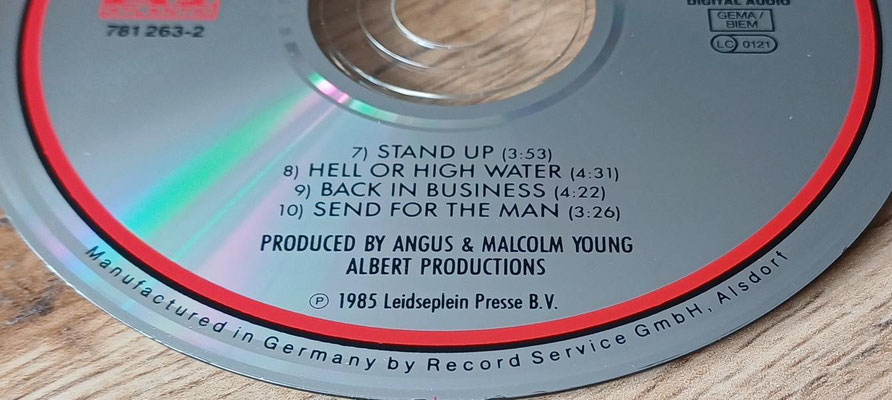 781 263-2
DIGITAL AUDIO
GEMA/
BIEM
LC 0121
7) STAND UP (3:53)
8) HELL OR HIGH WATER (4:31)
9) BACK IN BUSINESS (4:22)
10) SEND FOR THE MAN (3:26)
PRODUCED BY ANGUS & MALCOLM YOUNG
ALBERT PRODUCTIONS
Ⓟ 1985 Leidseplein Presse B.V.
Manufactured in Germany by Record Service GmbH, Alsdorf